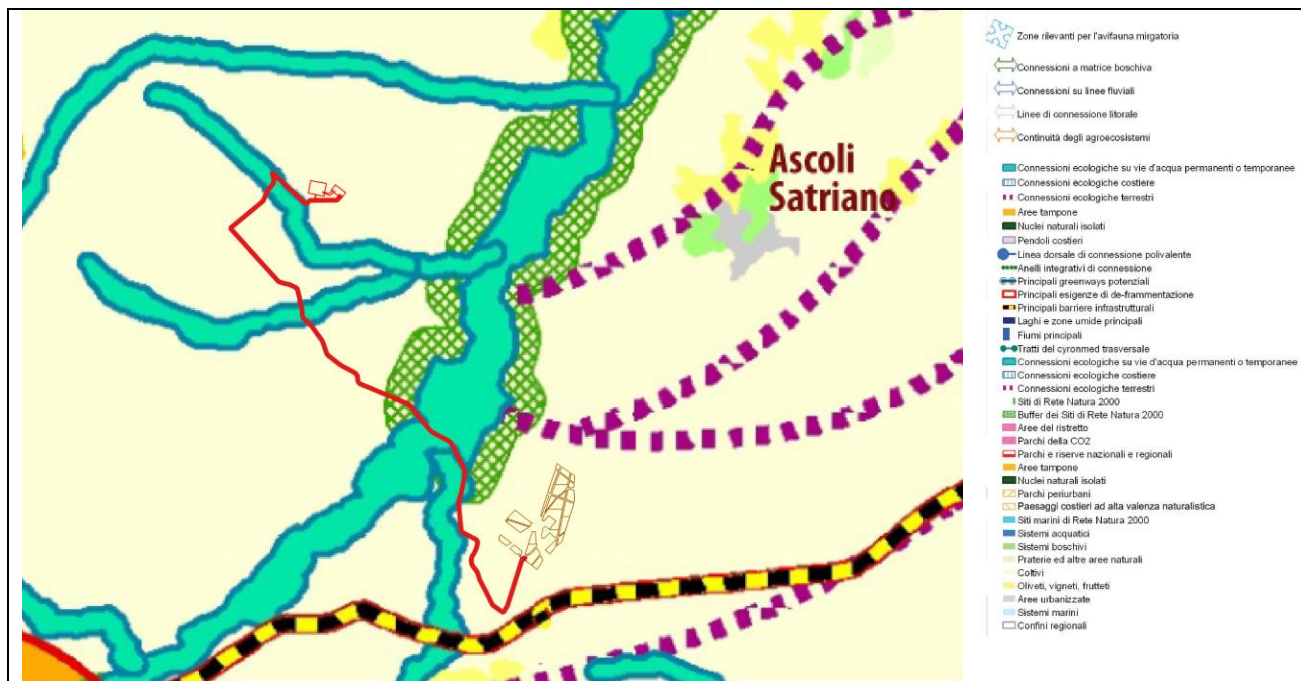 Ascoli
Satriano
Zone rilevanti per l'avifauna mirgatoria
Connessioni a matrice boschiva
Connessioni su linee fluviali
Linee di connessione litorale
Continuità degli agroecosistemi
Connessioni ecologiche su vie d'acqua permanenti o temporanee
Connessioni ecologiche costiere
Connessioni ecologiche terrestri
Aree tampone
Nuclei naturali isolati
Pendoli costieri
Linea dorsale di connessione polivalente
Anelli integrativi di connessione
Principali greenways potenziali
Principali esigenze di de-frammentazione
Principali barriere infrastrutturali
Laghi e zone umide principali
Fiumi principali
Tratti del cyronmed trasversale
Connessioni ecologiche su vie d'acqua permanenti o temporanee
Connessioni ecologiche costiere
Connessioni ecologiche terrestri
Siti di Rete Natura 2000
Buffer dei Siti di Rete Natura 2000
Aree del ristretto
Parchi della CO2
Parchi e riserve nazionali e regionali
Aree tampone
Nuclei naturali isolati
Parchi periurbani
Paesaggi costieri ad alta valenza naturalistica
Siti marini di Rete Natura 2000
Sistemi acquatici
Sistemi boschivi
Praterie ed altre aree naturali
Coltivi
Oliveti, vigneti, frutteti
Aree urbanizzate
Sistemi marini
Confini regionali